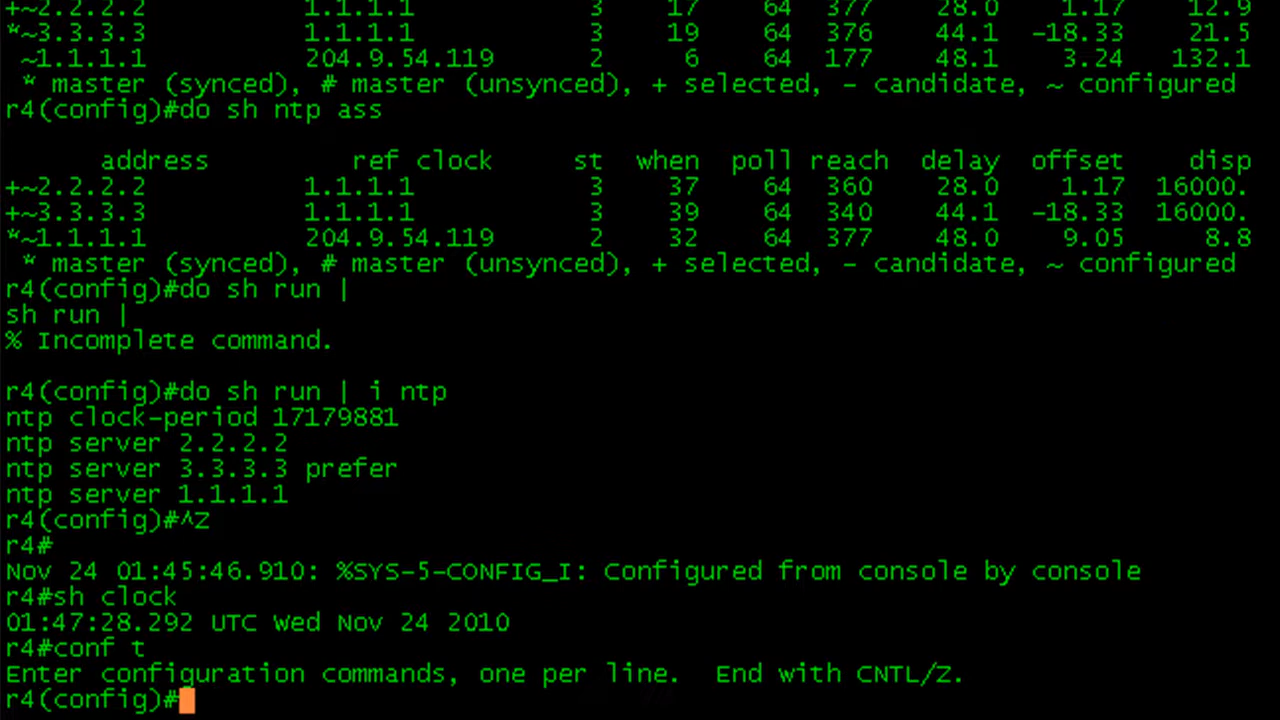 +~2.2.2.2 1.1.1.1 3 17 64 377 28.0 1.17 12.9
*~3.3.3.3 1.1.1.1 3 19 64 376 44.1 -18.33 21.5
~1.1.1.1 204.9.54.119 2 6 64 177 48.1 3.24 132.1
* master (synced), # master (unsynced), + selected, - candidate, ~ configured
r4(config)#do sh ntp ass
address ref clock st when poll reach delay offset disp
+~2.2.2.2 1.1.1.1 3 37 64 360 28.0 1.17 16000.
+~3.3.3.3 1.1.1.1 3 39 64 340 44.1 -18.33 16000.
*~1.1.1.1 204.9.54.119 2 32 64 377 48.0 9.05 8.8
* master (synced), # master (unsynced), + selected, - candidate, ~ configured
r4(config)#do sh run |
sh run |
% Incomplete command.
r4(config)#do sh run | i ntp
ntp clock-period 17179881
ntp server 2.2.2.2
ntp server 3.3.3.3 prefer
ntp server 1.1.1.1
r4(config)#^Z
r4#
Nov 24 01:45:46.910: %SYS-5-CONFIG_I: Configured from console by console
r4#sh clock
01:47:28.292 UTC Wed Nov 24 2010
r4#conf t
Enter configuration commands, one per line.  End with CNTL/Z.
r4(config)#